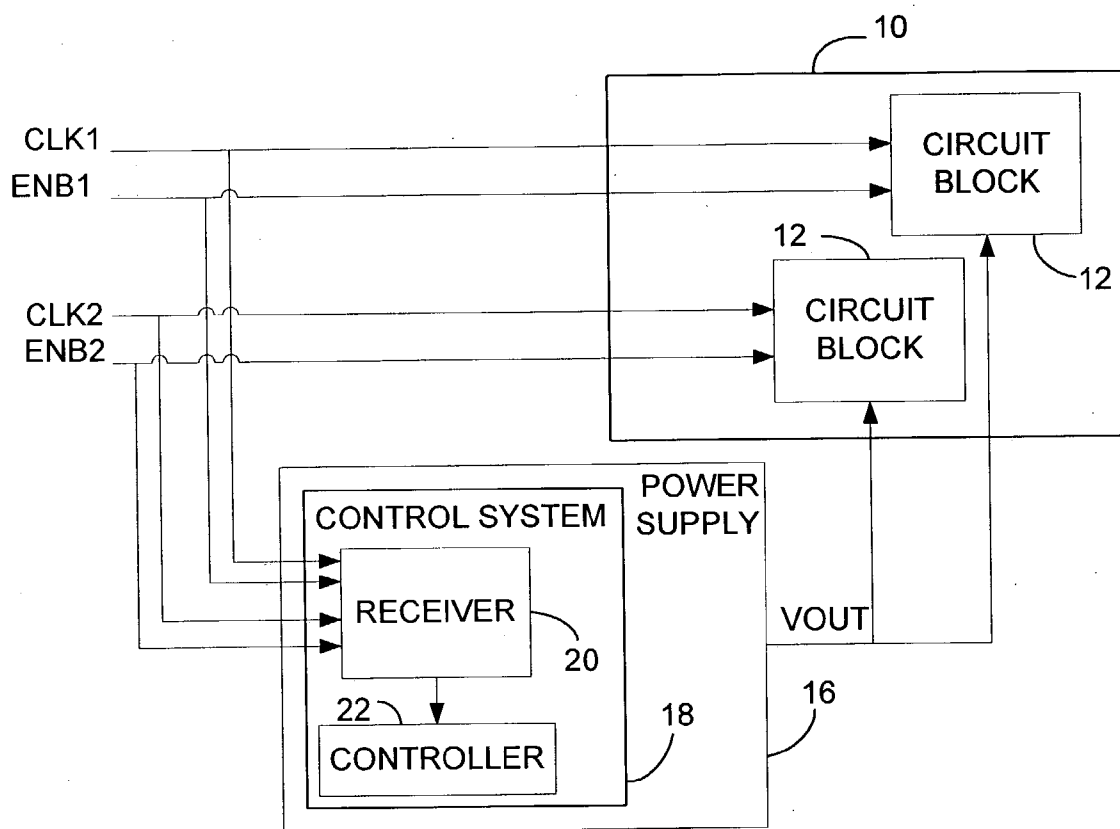 10
CLK1
ENB1
CIRCUIT
BLOCK
12
12
CLK2
ENB2
CIRCUIT
BLOCK
POWER
SUPPLY
CONTROL SYSTEM
RECEIVER
20
VOUT
22
CONTROLLER
18
16